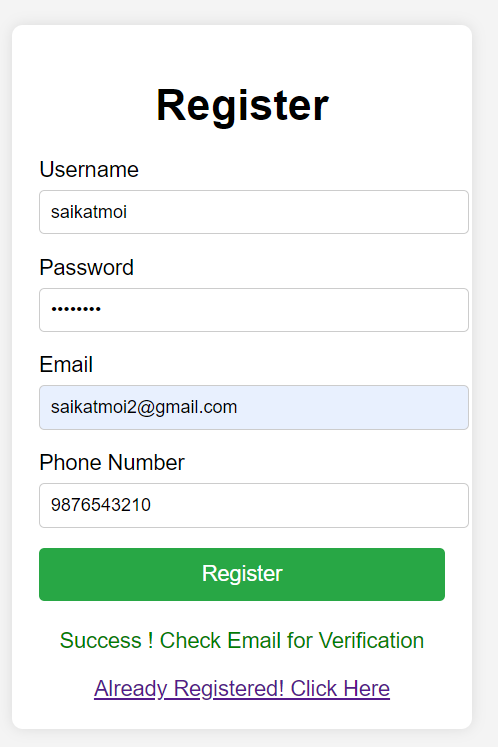 Register
Username
saikatmoi
Password
••••••••
Email
saikatmoi2@gmail.com
Phone Number
9876543210
Register
Success ! Check Email for Verification
Already Registered! Click Here